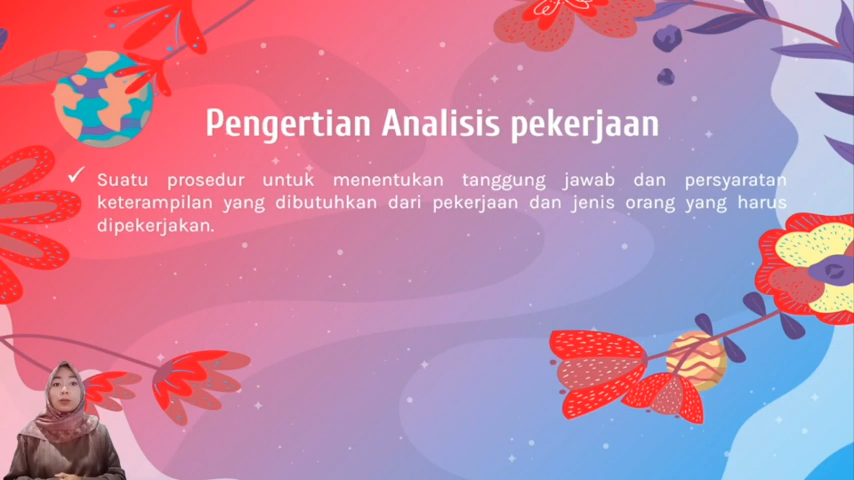 Pengertian Analisis pekerjaan
Suatu prosedur untuk menentukan tanggung jawab dan persyaratan
keterampilan yang dibutuhkan dari pekerjaan dan jenis orang yang harus
dipekerjakan.